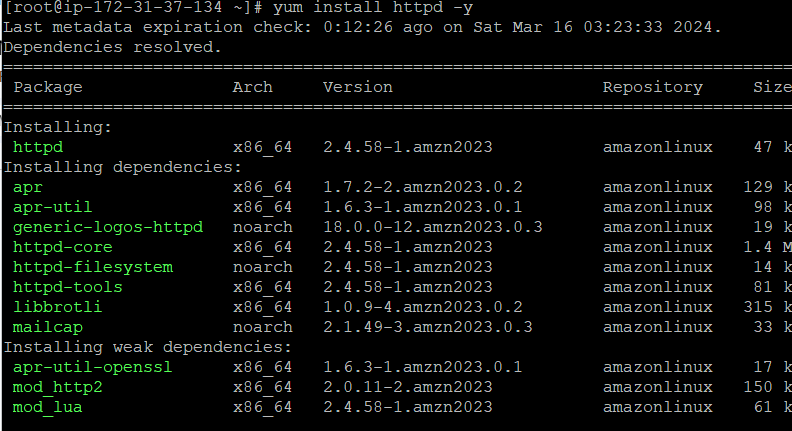 [root@ip-172-31-37-134 ~]# yum install httpd -y
Last metadata expiration check: 0:12:26 ago on Sat Mar 16 03:23:33 2024.
Dependencies resolved.
================================================================================
 Package               Arch     Version                     Repository    Size
================================================================================
Installing:
 httpd                 x86_64   2.4.58-1.amzn2023           amazonlinux    47 k
Installing dependencies:
 apr                   x86_64   1.7.2-2.amzn2023.0.2        amazonlinux   129 k
 apr-util              x86_64   1.6.3-1.amzn2023.0.1        amazonlinux    98 k
 generic-logos-httpd   noarch   18.0.0-12.amzn2023.0.3      amazonlinux    19 k
 httpd-core            x86_64   2.4.58-1.amzn2023           amazonlinux   1.4 M
 httpd-filesystem      noarch   2.4.58-1.amzn2023           amazonlinux    14 k
 httpd-tools           x86_64   2.4.58-1.amzn2023           amazonlinux    81 k
 libbrotli             x86_64   1.0.9-4.amzn2023.0.2        amazonlinux   315 k
 mailcap               noarch   2.1.49-3.amzn2023.0.3       amazonlinux    33 k
Installing weak dependencies:
 apr-util-openssl      x86_64   1.6.3-1.amzn2023.0.1        amazonlinux    17 k
 mod_http2             x86_64   2.0.11-2.amzn2023           amazonlinux   150 k
 mod_lua               x86_64   2.4.58-1.amzn2023           amazonlinux    61 k